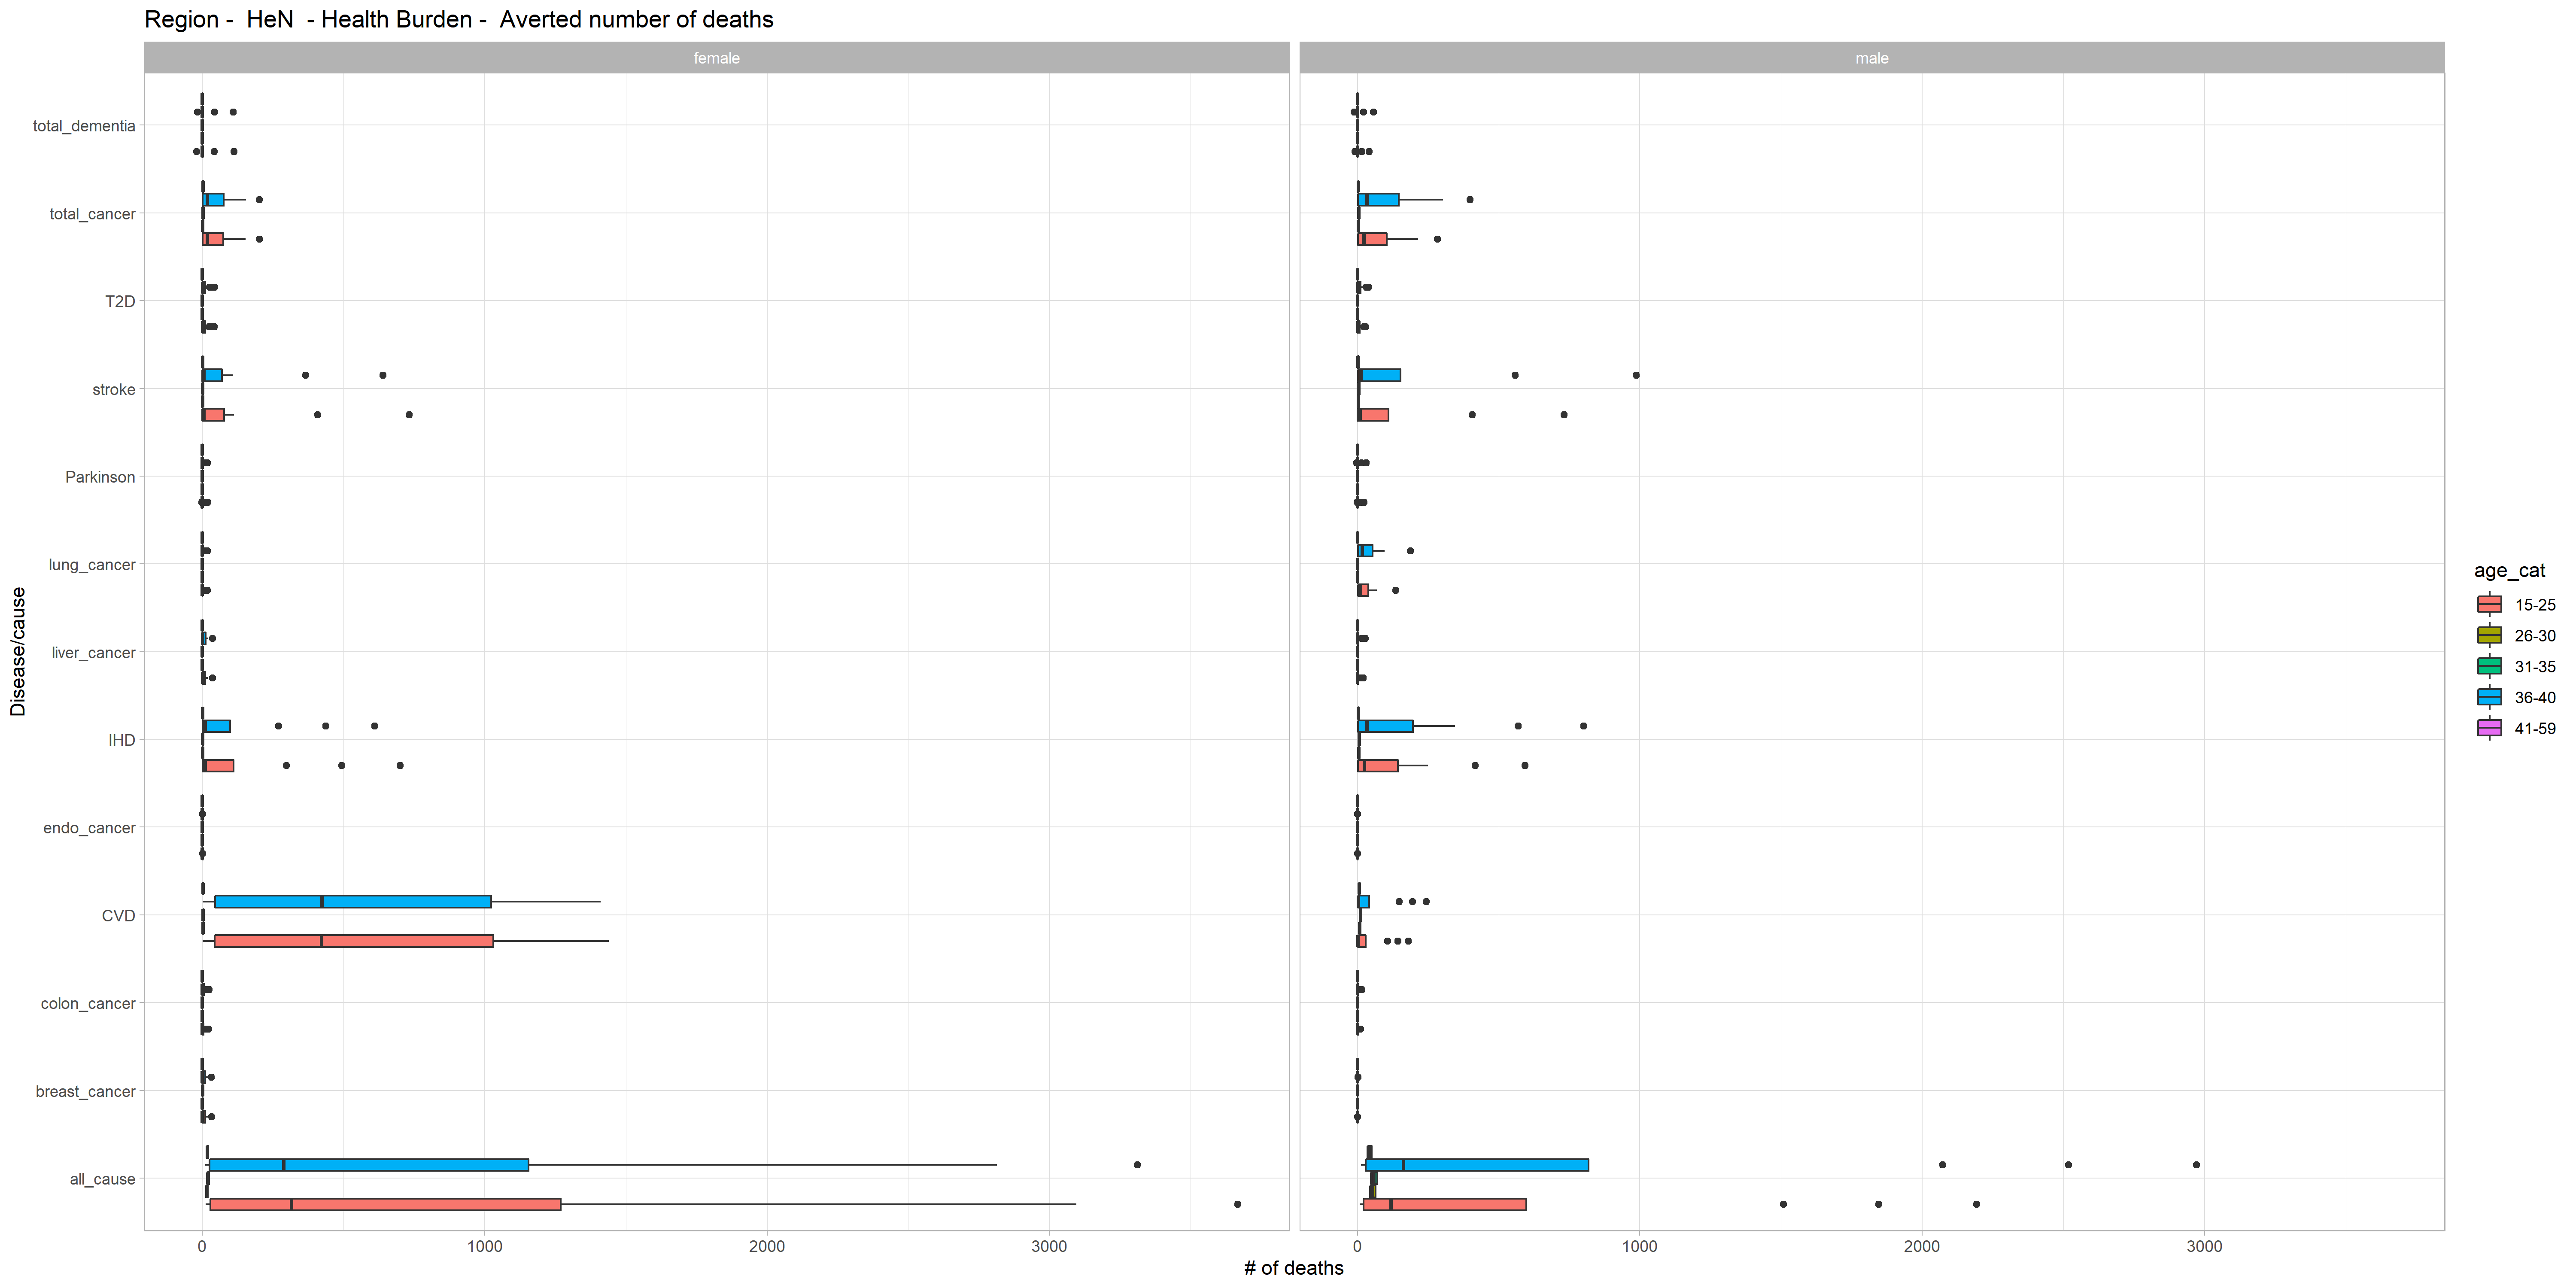 Region -  HeN  - Health Burden -  Averted number of deaths
female
male
Disease/cause
total_dementia
total_cancer
T2D
stroke
Parkinson
lung_cancer
liver_cancer
IHD
endo_cancer
CVD
colon_cancer
breast_cancer
all_cause
0 1000 2000 3000
0 1000 2000 3000
# of deaths
age_cat
15-25
26-30
31-35
36-40
41-59